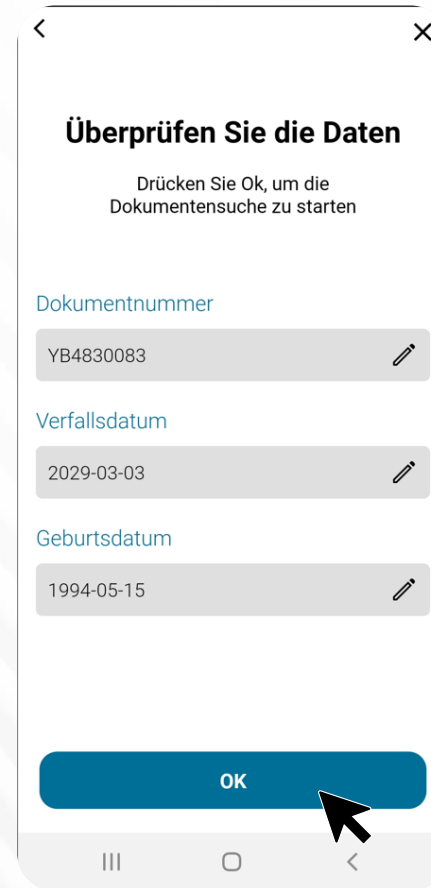 Überprüfen Sie die Daten
Drücken Sie Ok, um die
Dokumentensuche zu starten
Dokumentnummer
YB4830083
Verfallsdatum
2029-03-03
Geburtsdatum
1994-05-15
OK